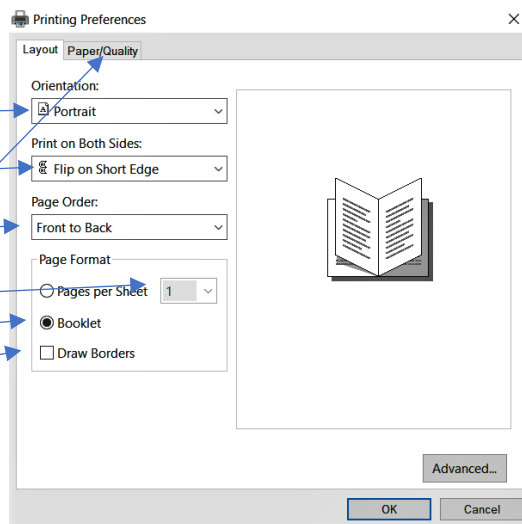 Printing Preferences
Layout Paper/Quality
Orientation:
Portrait
Print on Both Sides:
Flip on Short Edge
Page Order:
Front to Back
Page Format
Pages per Sheet 1
Booklet
Draw Borders
Advanced...
OK Cancel